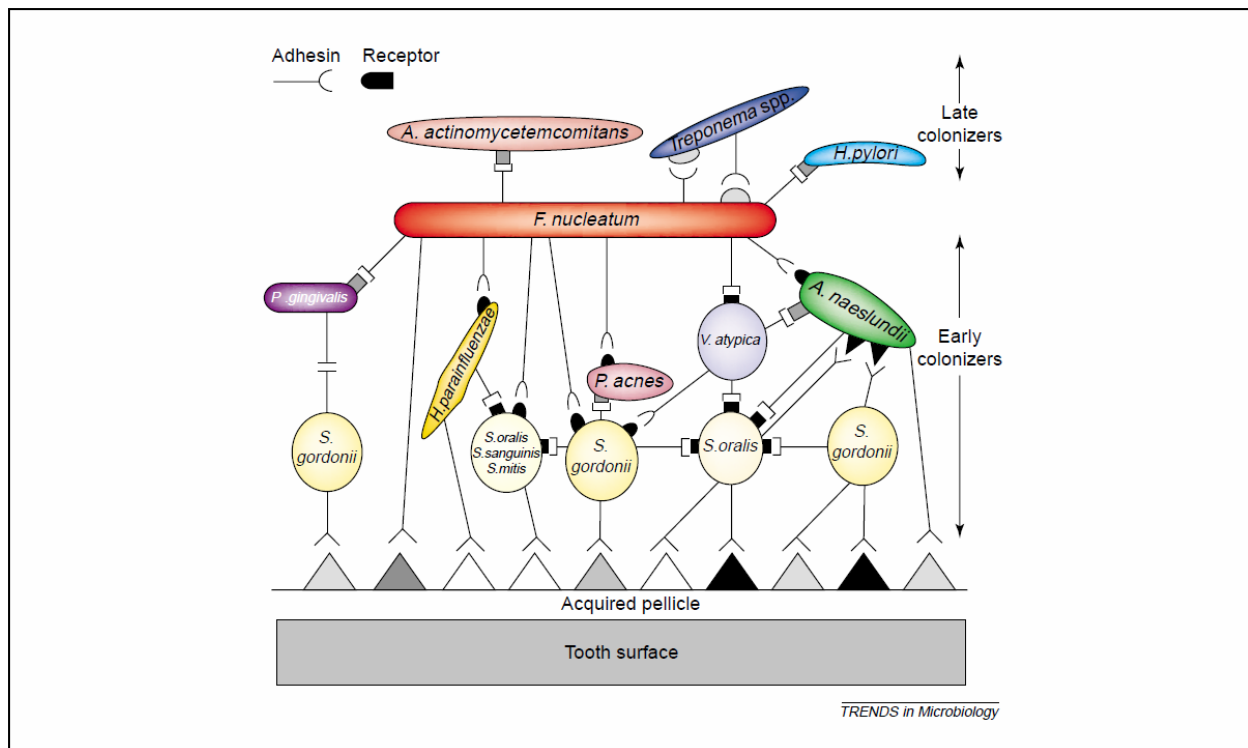 Adhesin Receptor
A. actinomycetemcomitans
Treponema spp.
H.pylori
Late
colonizers
F. nucleatum
P .gingivalis
H.parainfluenzae
P. acnes
V. atypica
A. naeslundii
Early
colonizers
S.
gordonii
S.oralis
S.sanguinis
S.mitis
S.
gordonii
S.oralis
S.
gordonii
Acquired pellicle
Tooth surface
TRENDS in Microbiology